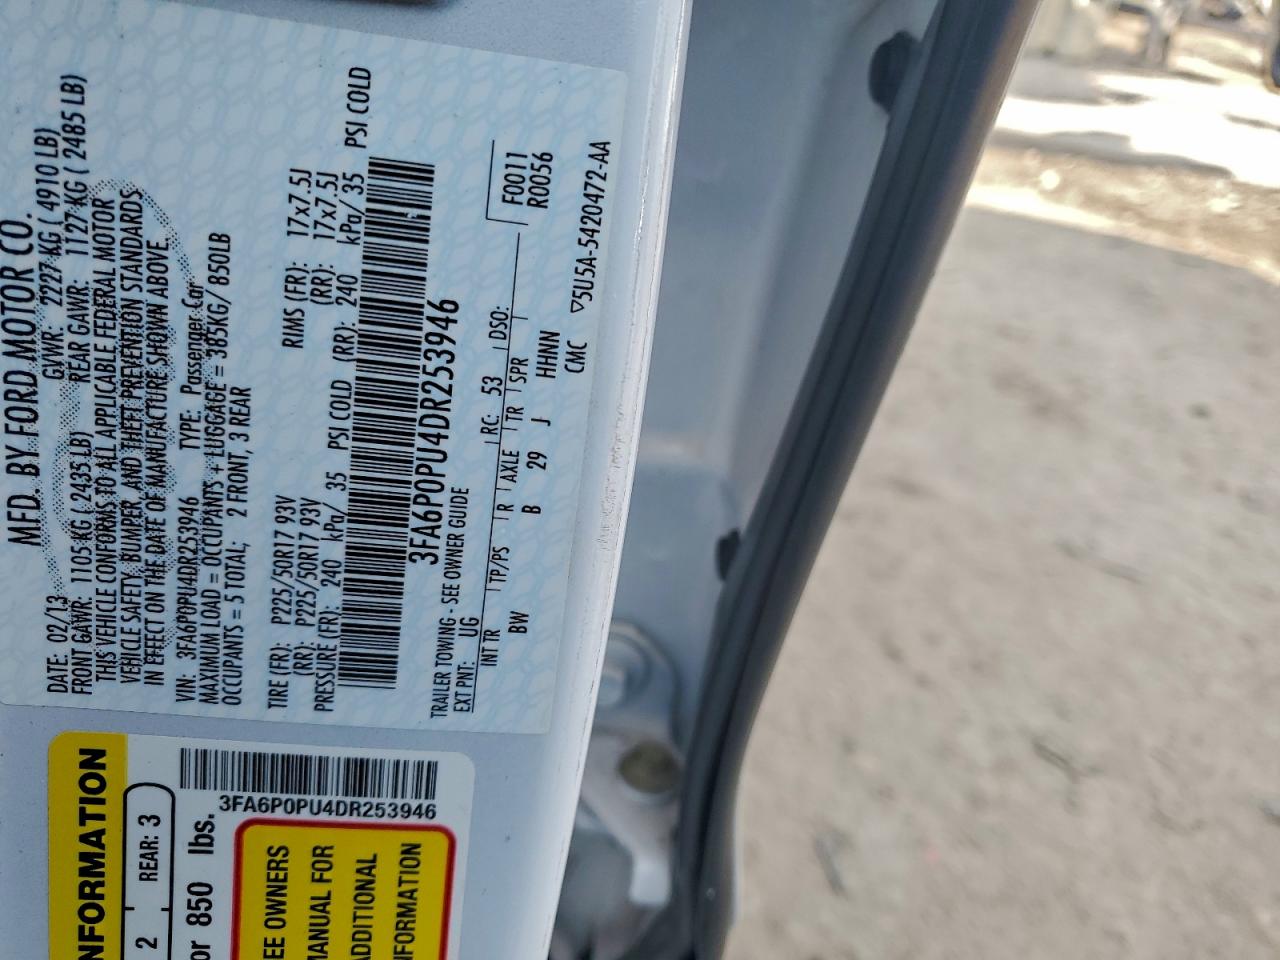 MFD. BY FORD MOTOR CO.
DATE: 02/13 GVWR: 2227 KG ( 4910 LB)
FRONT GAWR: 1105 KG ( 2435 LB) REAR GAWR: 1127 KG ( 2485 LB)
THIS VEHICLE CONFORMS TO ALL APPLICABLE FEDERAL MOTOR
VEHICLE SAFETY, BUMPER, AND THEFT PREVENTION STANDARDS
IN EFFECT ON THE DATE OF MANUFACTURE SHOWN ABOVE.
VIN: 3FA6P0PU4DR253946 TYPE: Passenger Car
MAXIMUM LOAD = OCCUPANTS + LUGGAGE = 385KG/ 850LB
OCCUPANTS = 5 TOTAL; 2 FRONT, 3 REAR
TIRE (FR): P225/50R17 93V RIMS (FR): 17x7.5J
(RR): P225/50R17 93V (RR): 17x7.5J
PRESSURE (FR): 240 kPa/ 35 PSI COLD (RR): 240 kPa/ 35 PSI COLD
3FA6P0PU4DR253946
TRAILER TOWING - SEE OWNER GUIDE
EXT PNT: UG RC: 53 DSO: F0011
R0056
INT TR TP/PS R AXLE TR SPR
BW B 29 J HHNN
CMC ▽5U5A-5420472-AA
NFORMATION
2 REAR: 3
or 850 lbs.
3FA6P0PU4DR253946
EE OWNERS
MANUAL FOR
ADDITIONAL
FORMATION